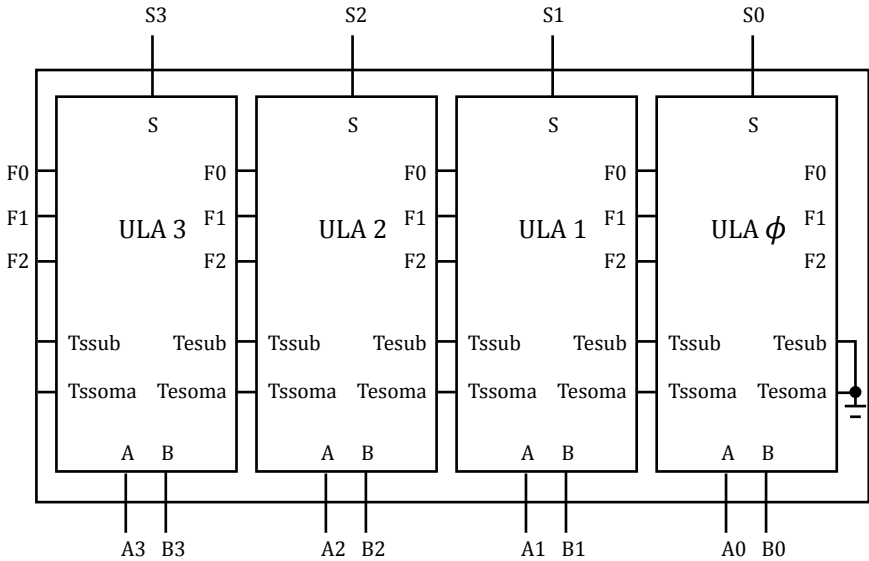 S3 S2 S1 S0
S S S S
F0 F0 F0 F0 F0
F1 ULA 3 F1 ULA 2 F1 ULA 1 F1 ULA ϕ F1
F2 F2 F2 F2 F2
Tssub Tesub Tssub Tesub Tssub Tesub Tssub Tesub
Tssoma Tesoma Tssoma Tesoma Tssoma Tesoma Tssoma Tesoma
A B A B A B A B
A3 B3 A2 B2 A1 B1 A0 B0